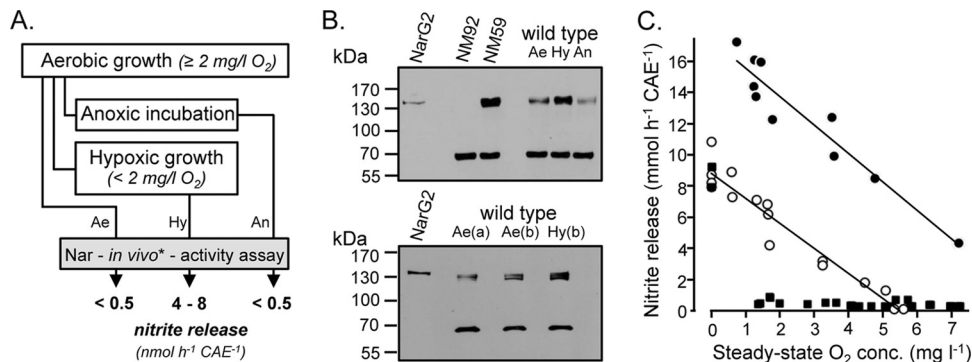 A.
Aerobic growth (≥ 2 mg/l O₂)
Anoxic incubation
Hypoxic growth
(< 2 mg/l O₂)
Ae
Hy
An
Nar - in vivo* - activity assay
< 0.5
4 - 8
< 0.5
nitrite release
(nmol h⁻¹ CAE⁻¹)
B.
kDa
NarG2
NM92
NM59
wild type
Ae Hy An
170
130
100
70
55
kDa
NarG2
wild type
Ae(a)
Ae(b)
Hy(b)
170
130
100
70
55
C.
Nitrite release (mmol h⁻¹ CAE⁻¹)
16
14
12
10
8
6
4
2
0
0 1 2 3 4 5 6 7
Steady-state O₂ conc. (mg l⁻¹)